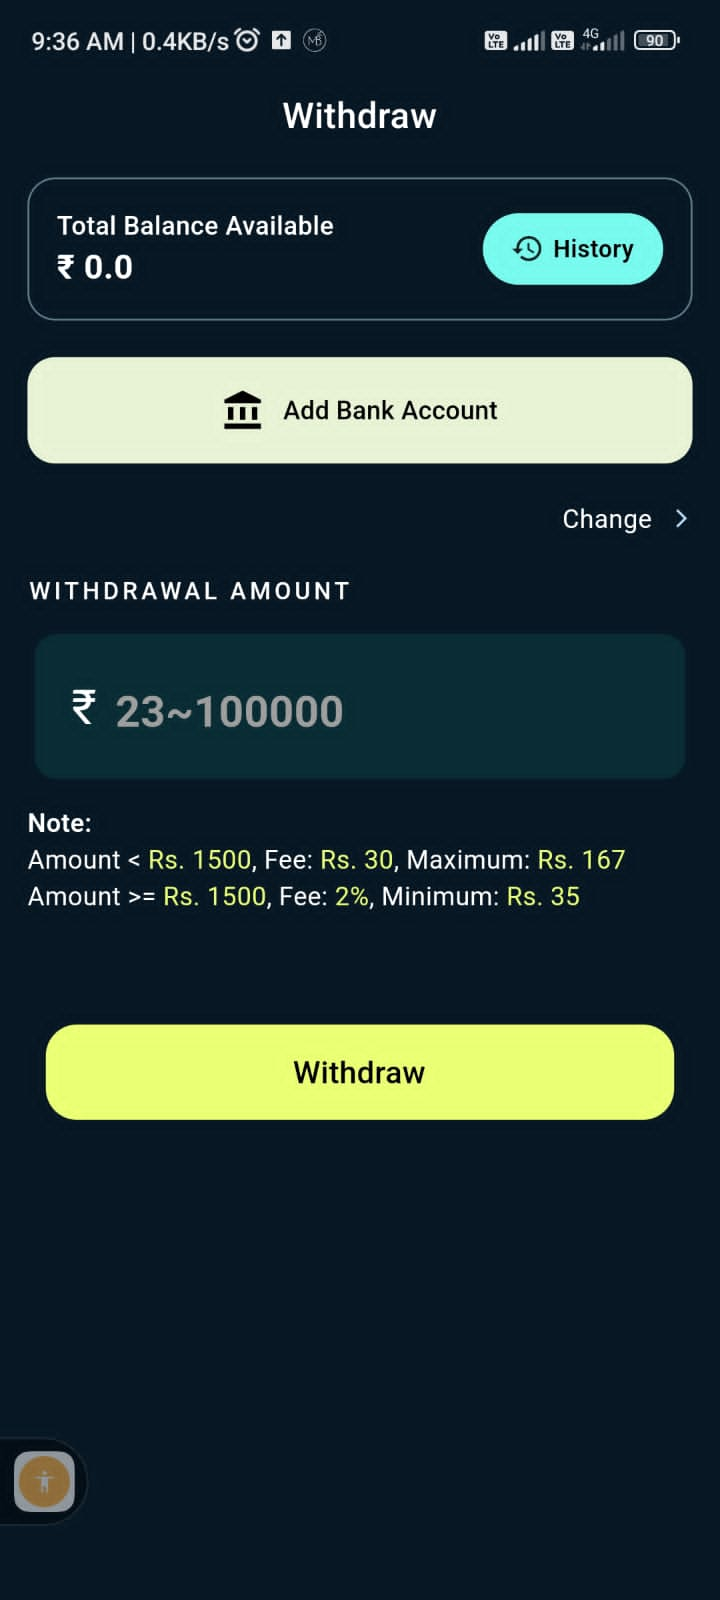 9:36 AM | 0.4KB/s
Vo LTE Vo LTE 4G 90
Withdraw
Total Balance Available
₹ 0.0
History
Add Bank Account
Change
WITHDRAWAL AMOUNT
₹ 23~100000
Note:
Amount < Rs. 1500, Fee: Rs. 30, Maximum: Rs. 167
Amount >= Rs. 1500, Fee: 2%, Minimum: Rs. 35
Withdraw